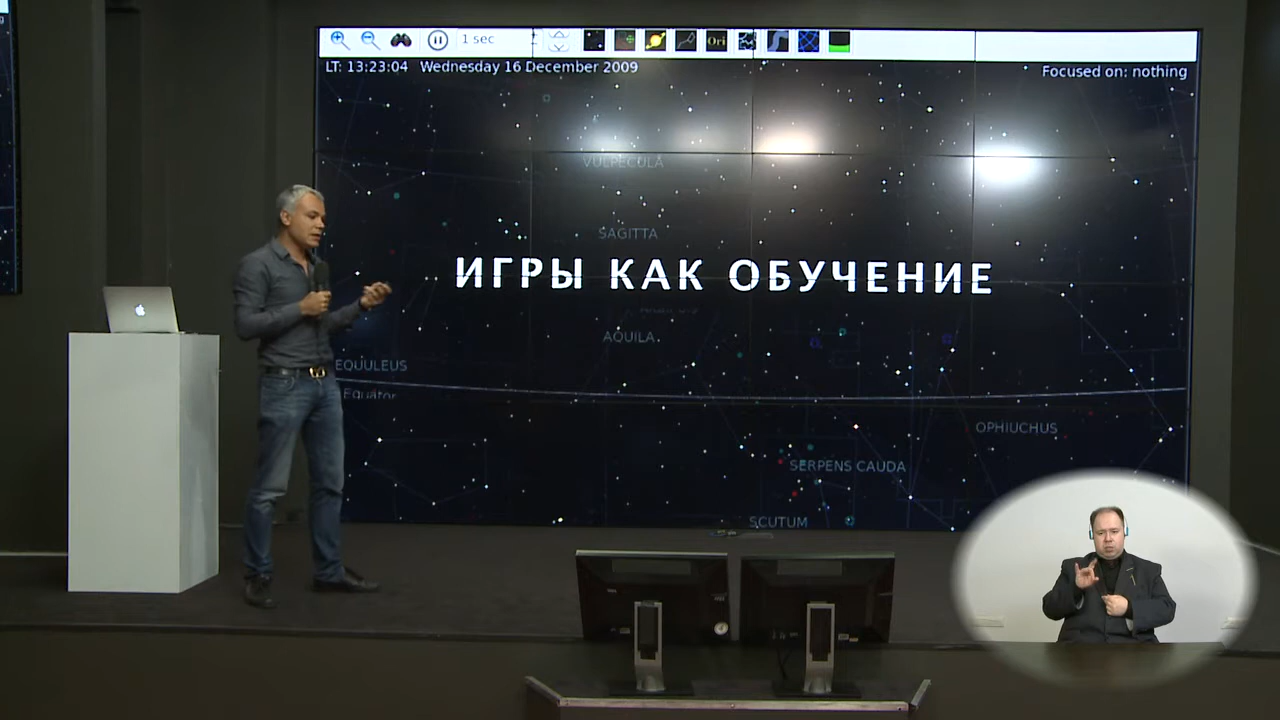 1 sec
Ori
LT: 13:23:04 Wednesday 16 December 2009
Focused on: nothing
VULPECULA
SAGITTA
ИГРЫ КАК ОБУЧЕНИЕ
AQUILA
EQUULEUS
Equator
OPHIUCHUS
SERPENS CAUDA
SCUTUM